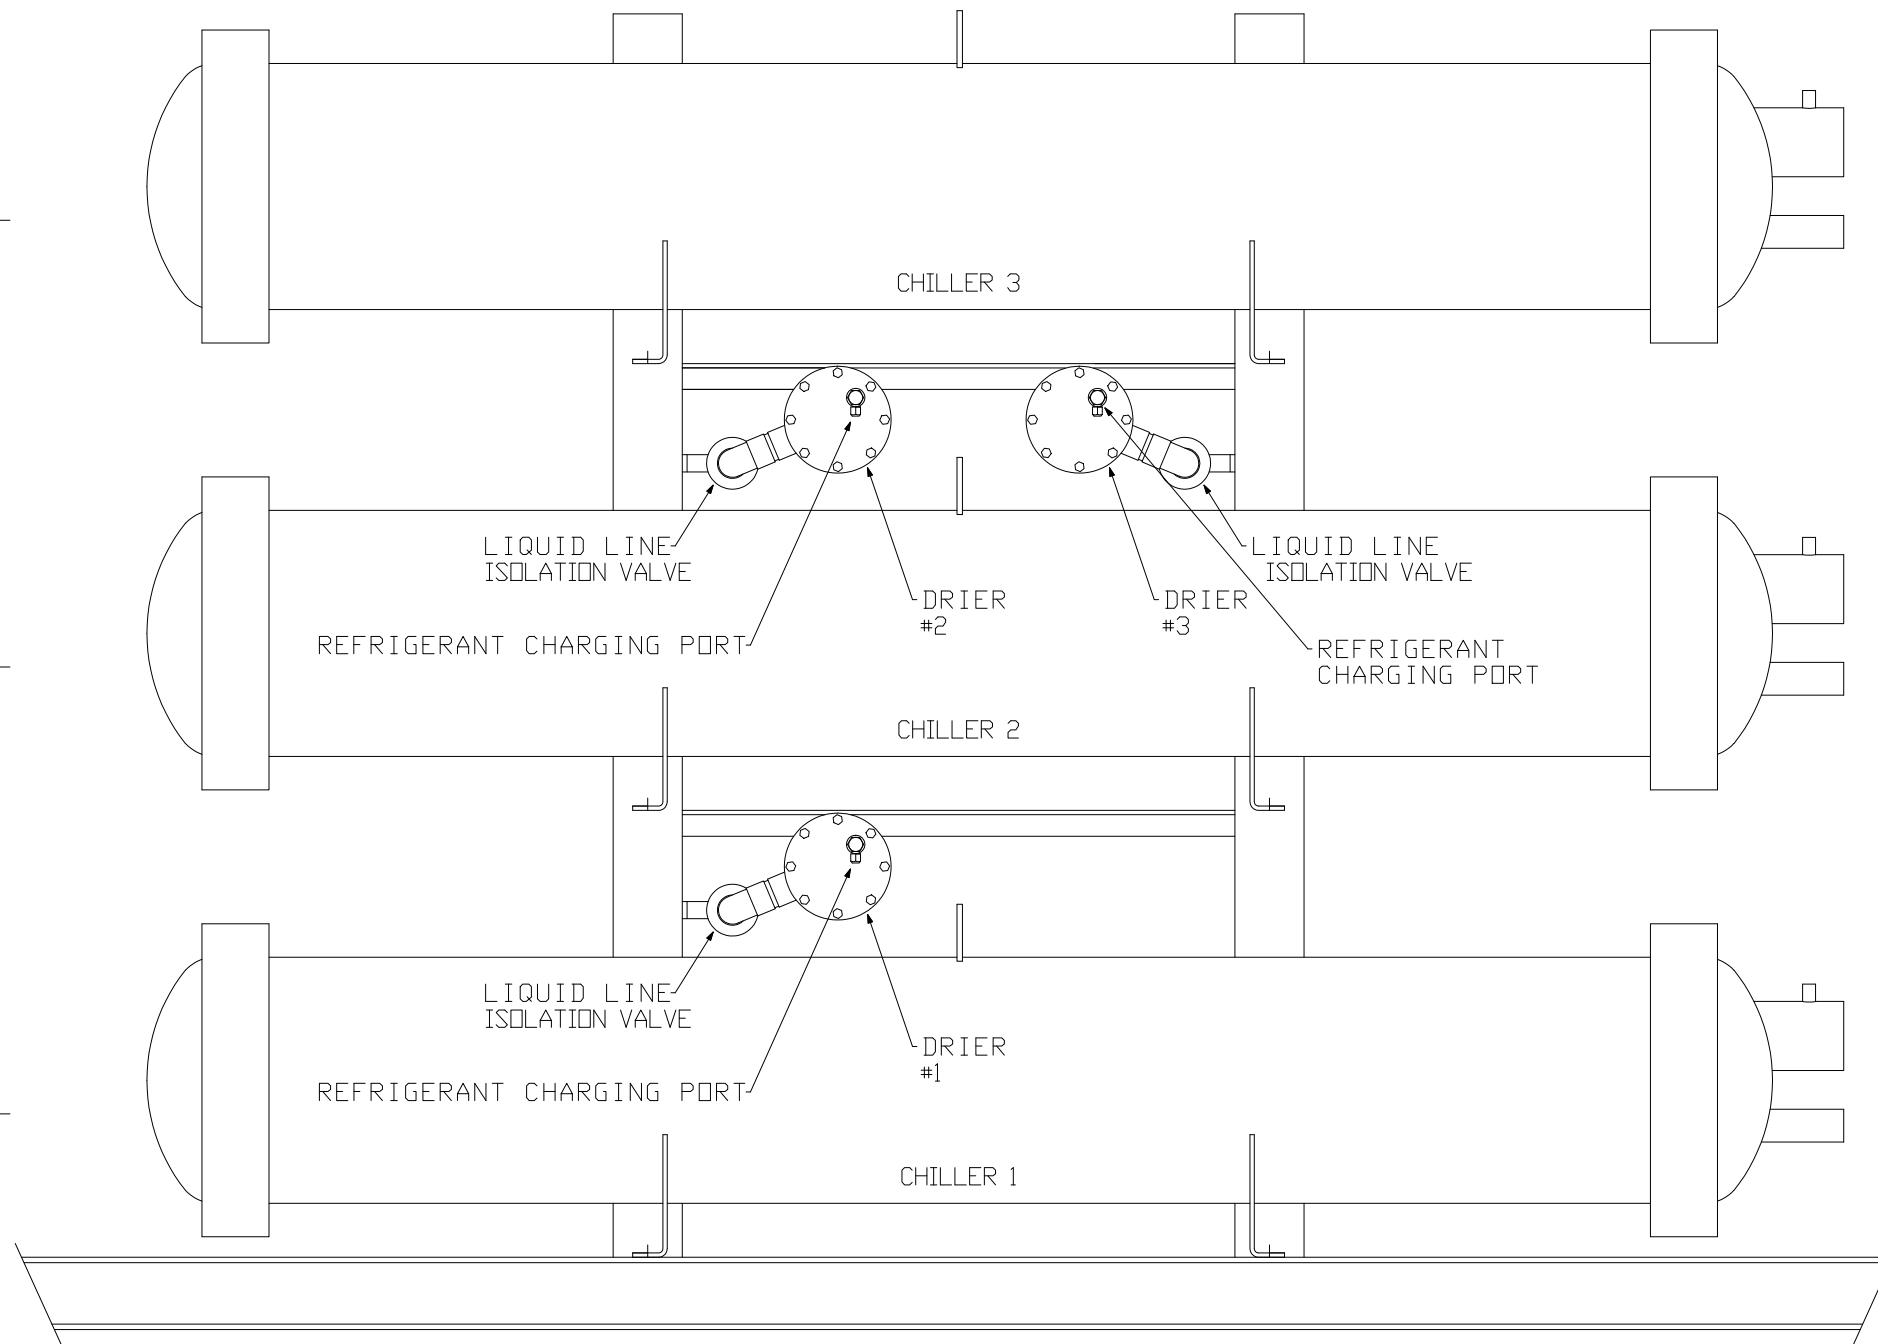 CHILLER 3
LIQUID LINE
ISOLATION VALVE
LIQUID LINE
ISOLATION VALVE
DRIER
#2
DRIER
#3
REFRIGERANT CHARGING PORT
REFRIGERANT
CHARGING PORT
CHILLER 2
LIQUID LINE
ISOLATION VALVE
DRIER
#1
REFRIGERANT CHARGING PORT
CHILLER 1